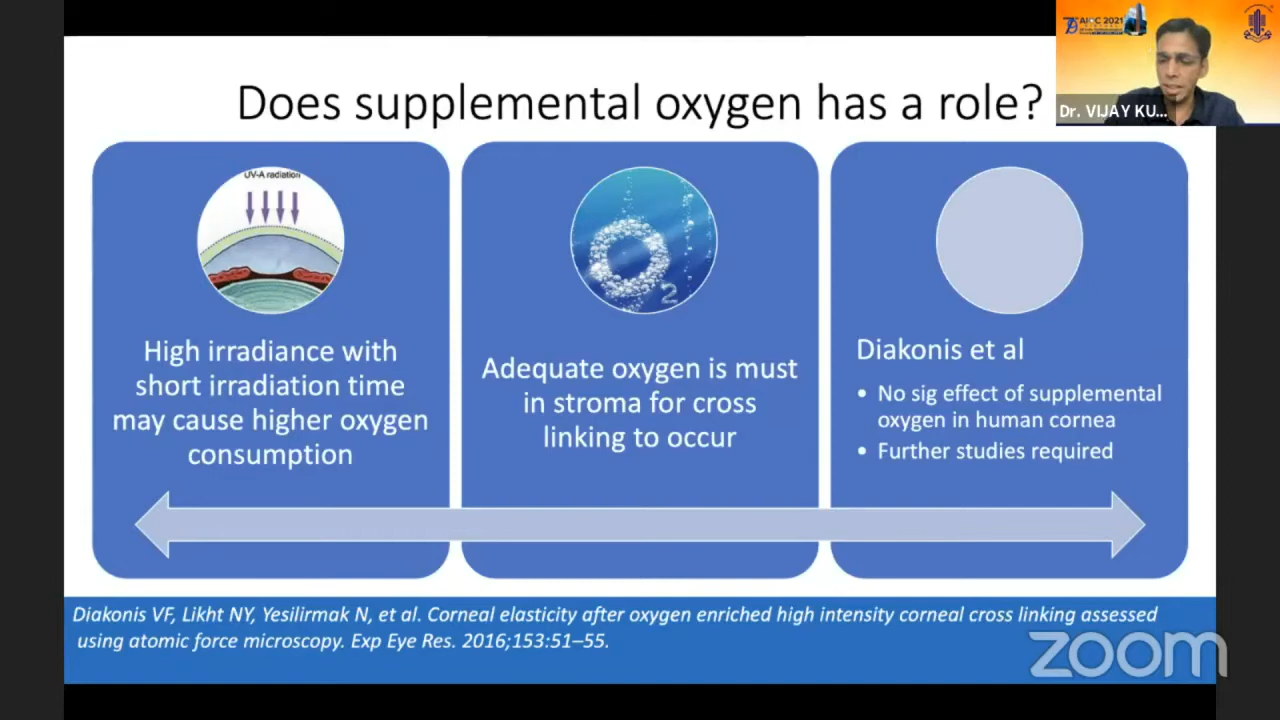 Does supplemental oxygen has a role?
AIOC 2021
Dr. VIJAY KU...
UV-A radiation
High irradiance with
short irradiation time
may cause higher oxygen
consumption
O2
Adequate oxygen is must
in stroma for cross
linking to occur
Diakonis et al
• No sig effect of supplemental
oxygen in human cornea
• Further studies required
Diakonis VF, Likht NY, Yesilirmak N, et al. Corneal elasticity after oxygen enriched high intensity corneal cross linking assessed
using atomic force microscopy. Exp Eye Res. 2016;153:51–55.
zoom